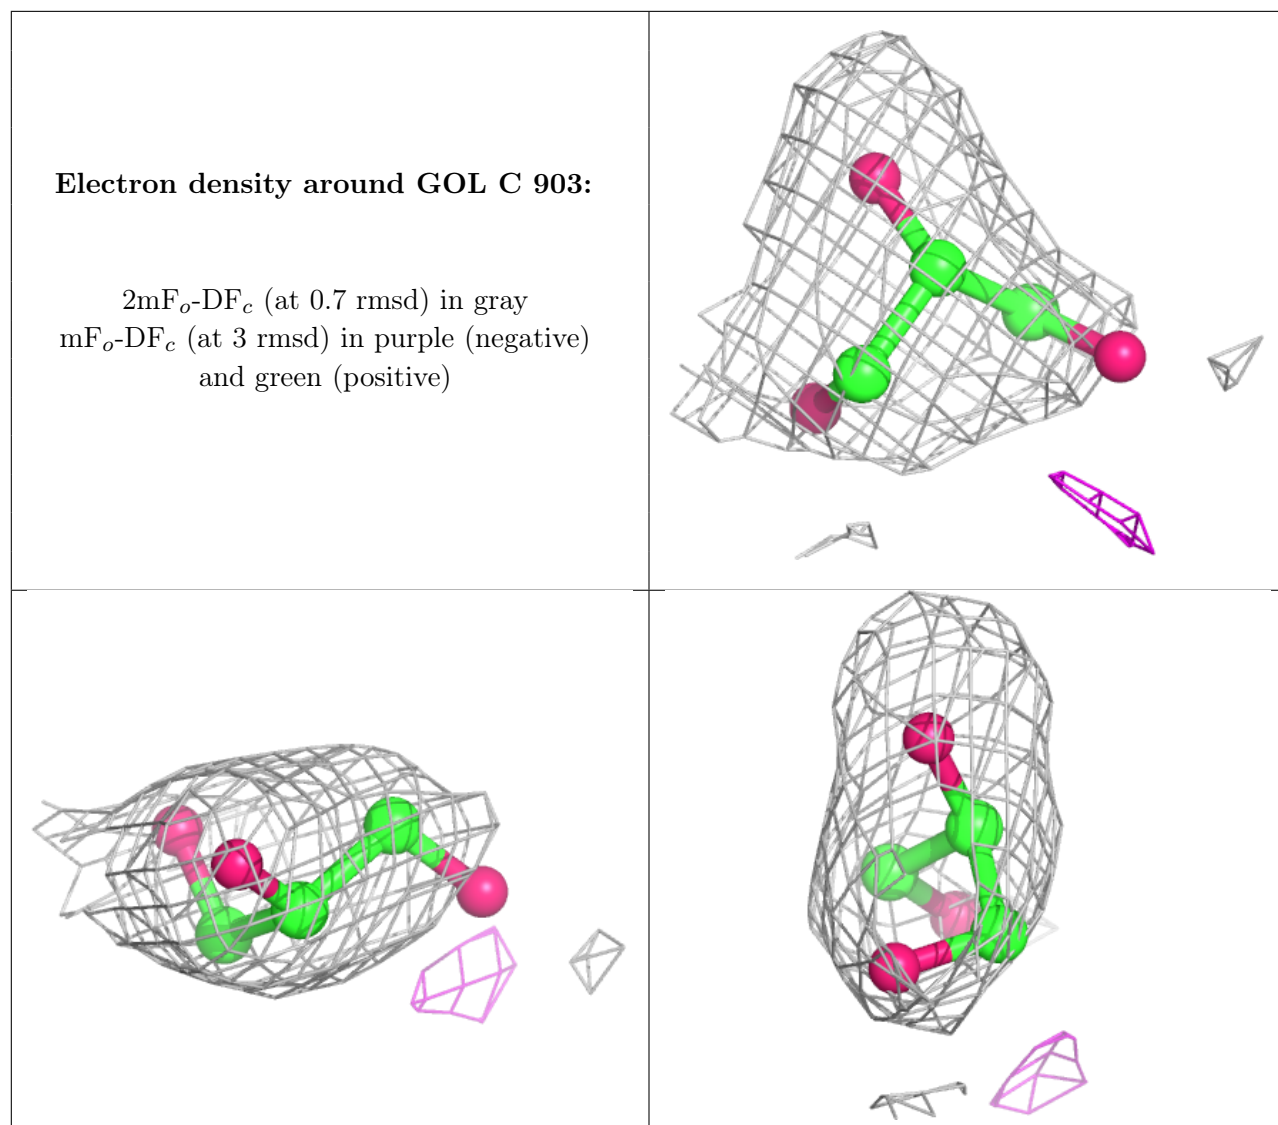 Electron density around GOL C 903:
2mFo-DFc (at 0.7 rmsd) in gray
mFo-DFc (at 3 rmsd) in purple (negative)
and green (positive)